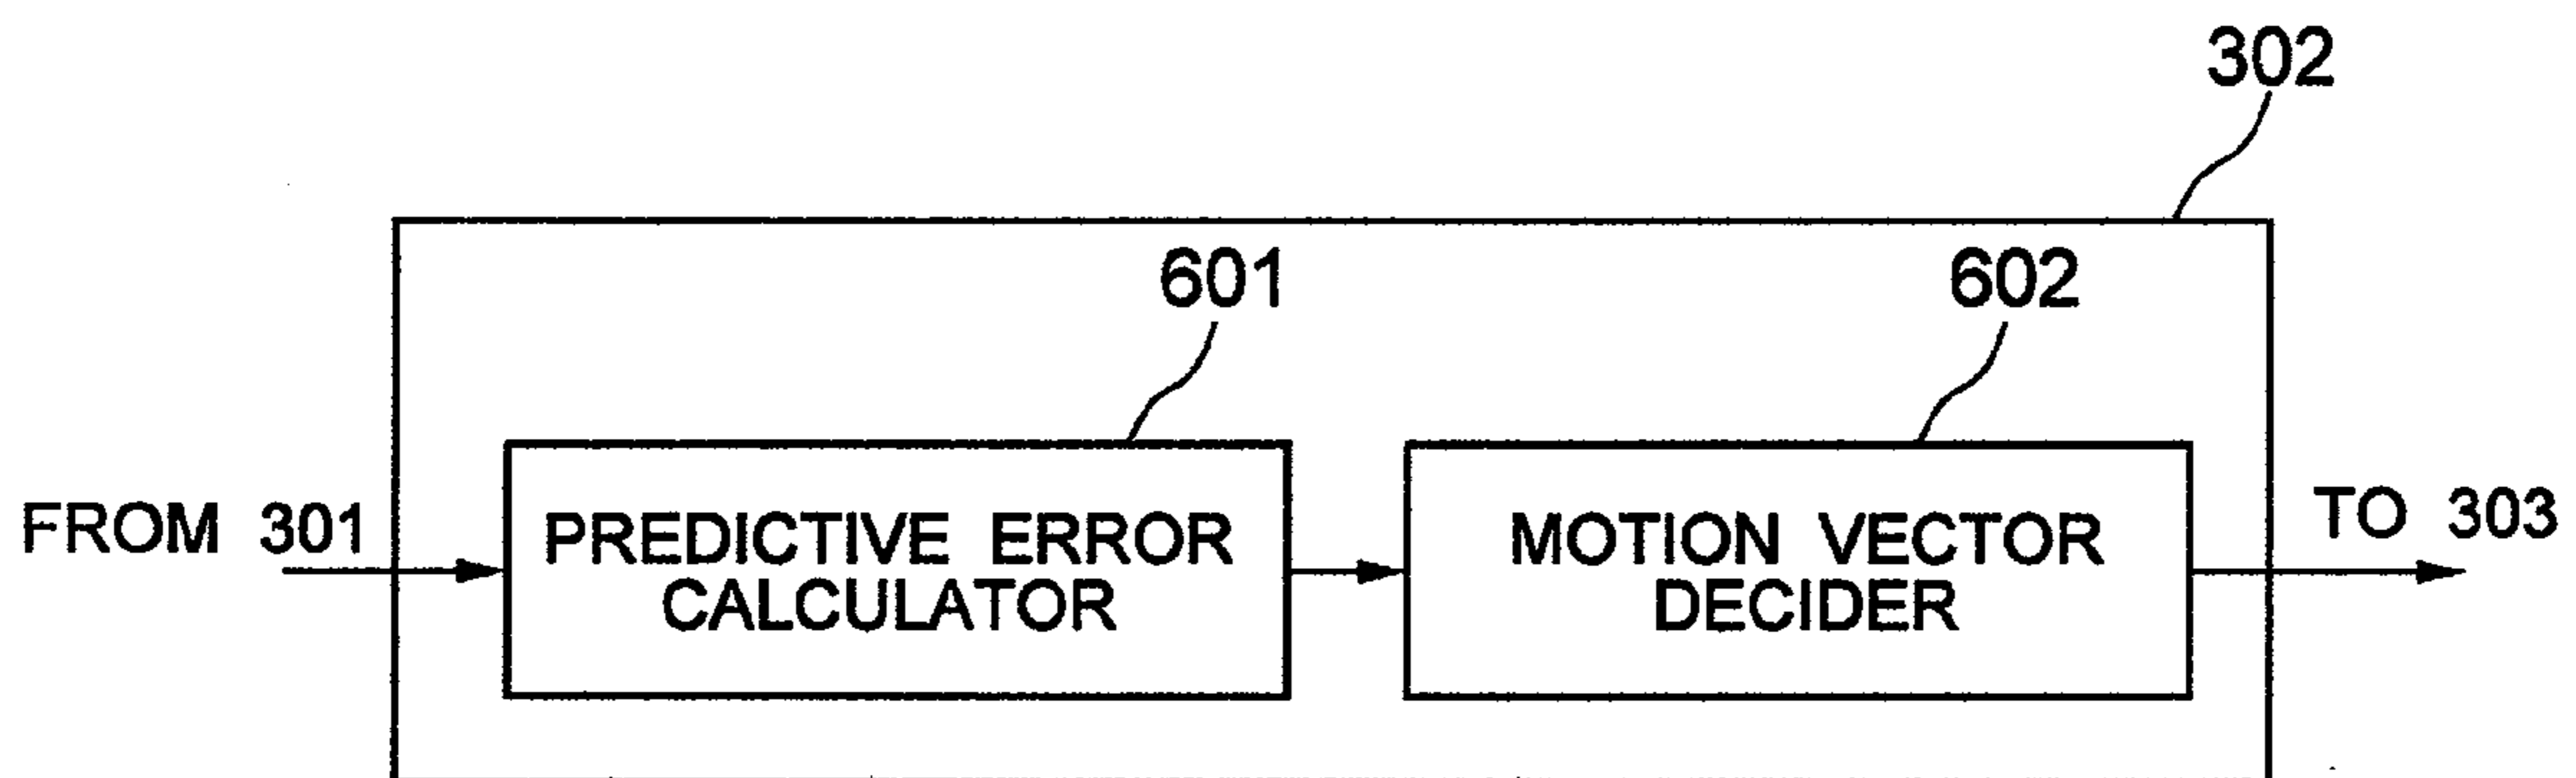 302
601
602
FROM 301
PREDICTIVE ERROR
CALCULATOR
MOTION VECTOR
DECIDER
TO 303